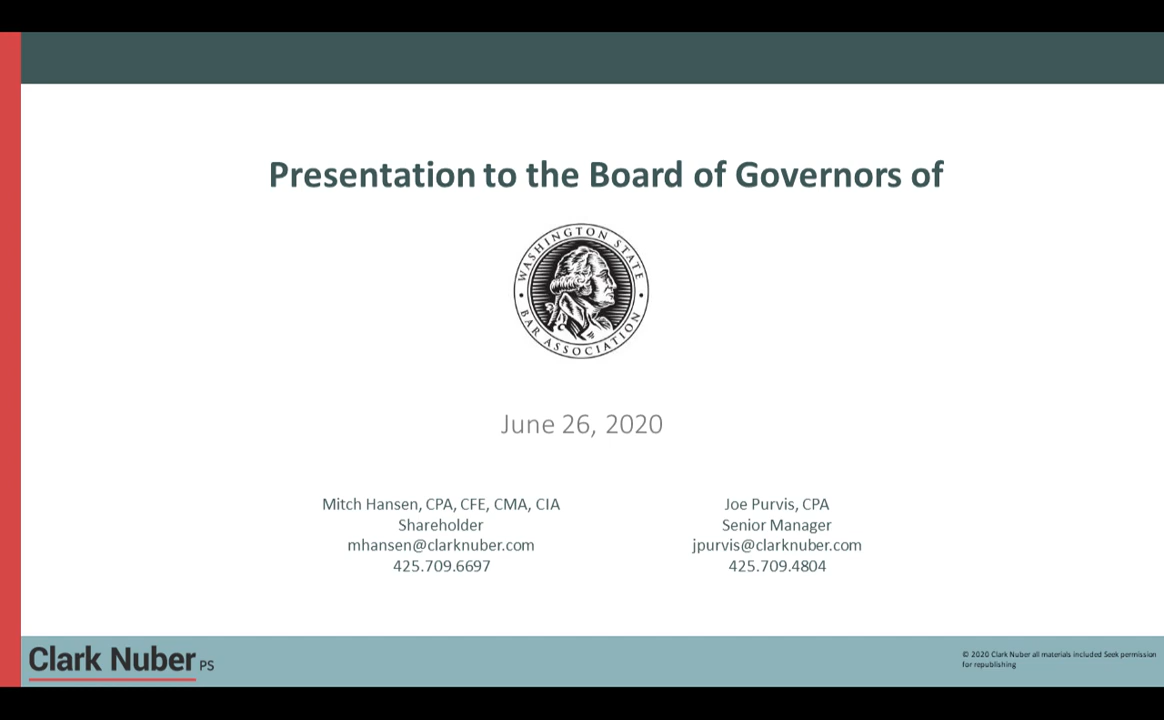 Presentation to the Board of Governors of
WASHINGTON STATE
BAR ASSOCIATION
June 26, 2020
Mitch Hansen, CPA, CFE, CMA, CIA
Shareholder
mhansen@clarknuber.com
425.709.6697
Joe Purvis, CPA
Senior Manager
jpurvis@clarknuber.com
425.709.4804
Clark Nuber PS
© 2020 Clark Nuber all materials included Seek permission
for republishing